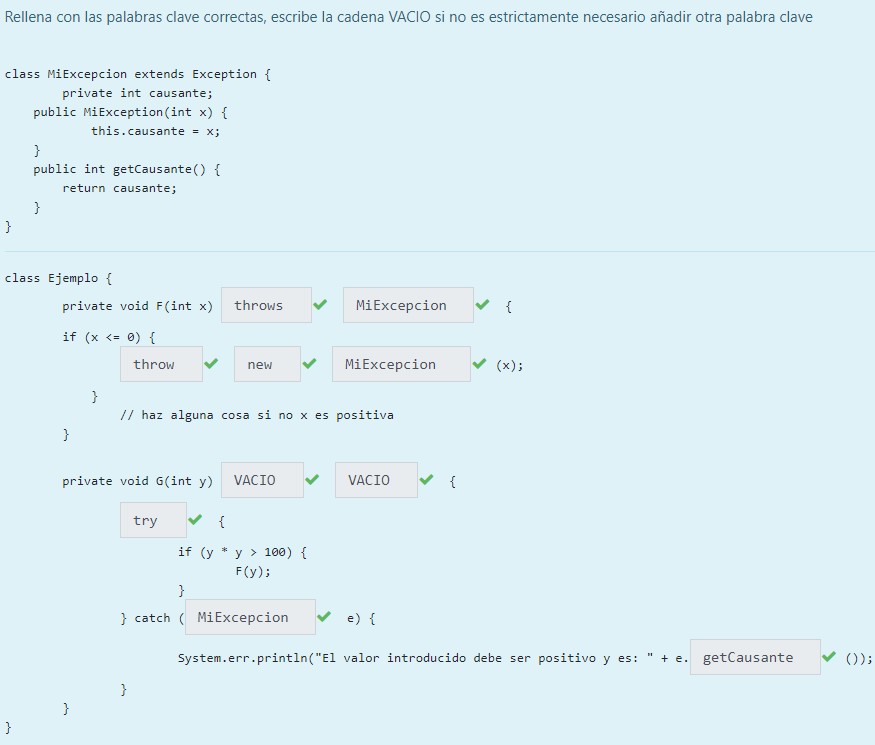 Rellena con las palabras clave correctas, escribe la cadena VACIO si no es estrictamente necesario añadir otra palabra clave
class MiExcepcion extends Exception {
private int causante;
public MiException(int x) {
this.causante = x;
}
public int getCausante() {
return causante;
}
}
class Ejemplo {
private void F(int x) throws MiExcepcion {
if (x <= 0) {
throw new MiExcepcion (x);
}
// haz alguna cosa si no x es positiva
}
private void G(int y) VACIO VACIO {
try {
if (y * y > 100) {
F(y);
}
} catch ( MiExcepcion e) {
System.err.println("El valor introducido debe ser positivo y es: " + e. getCausante ());
}
}
}